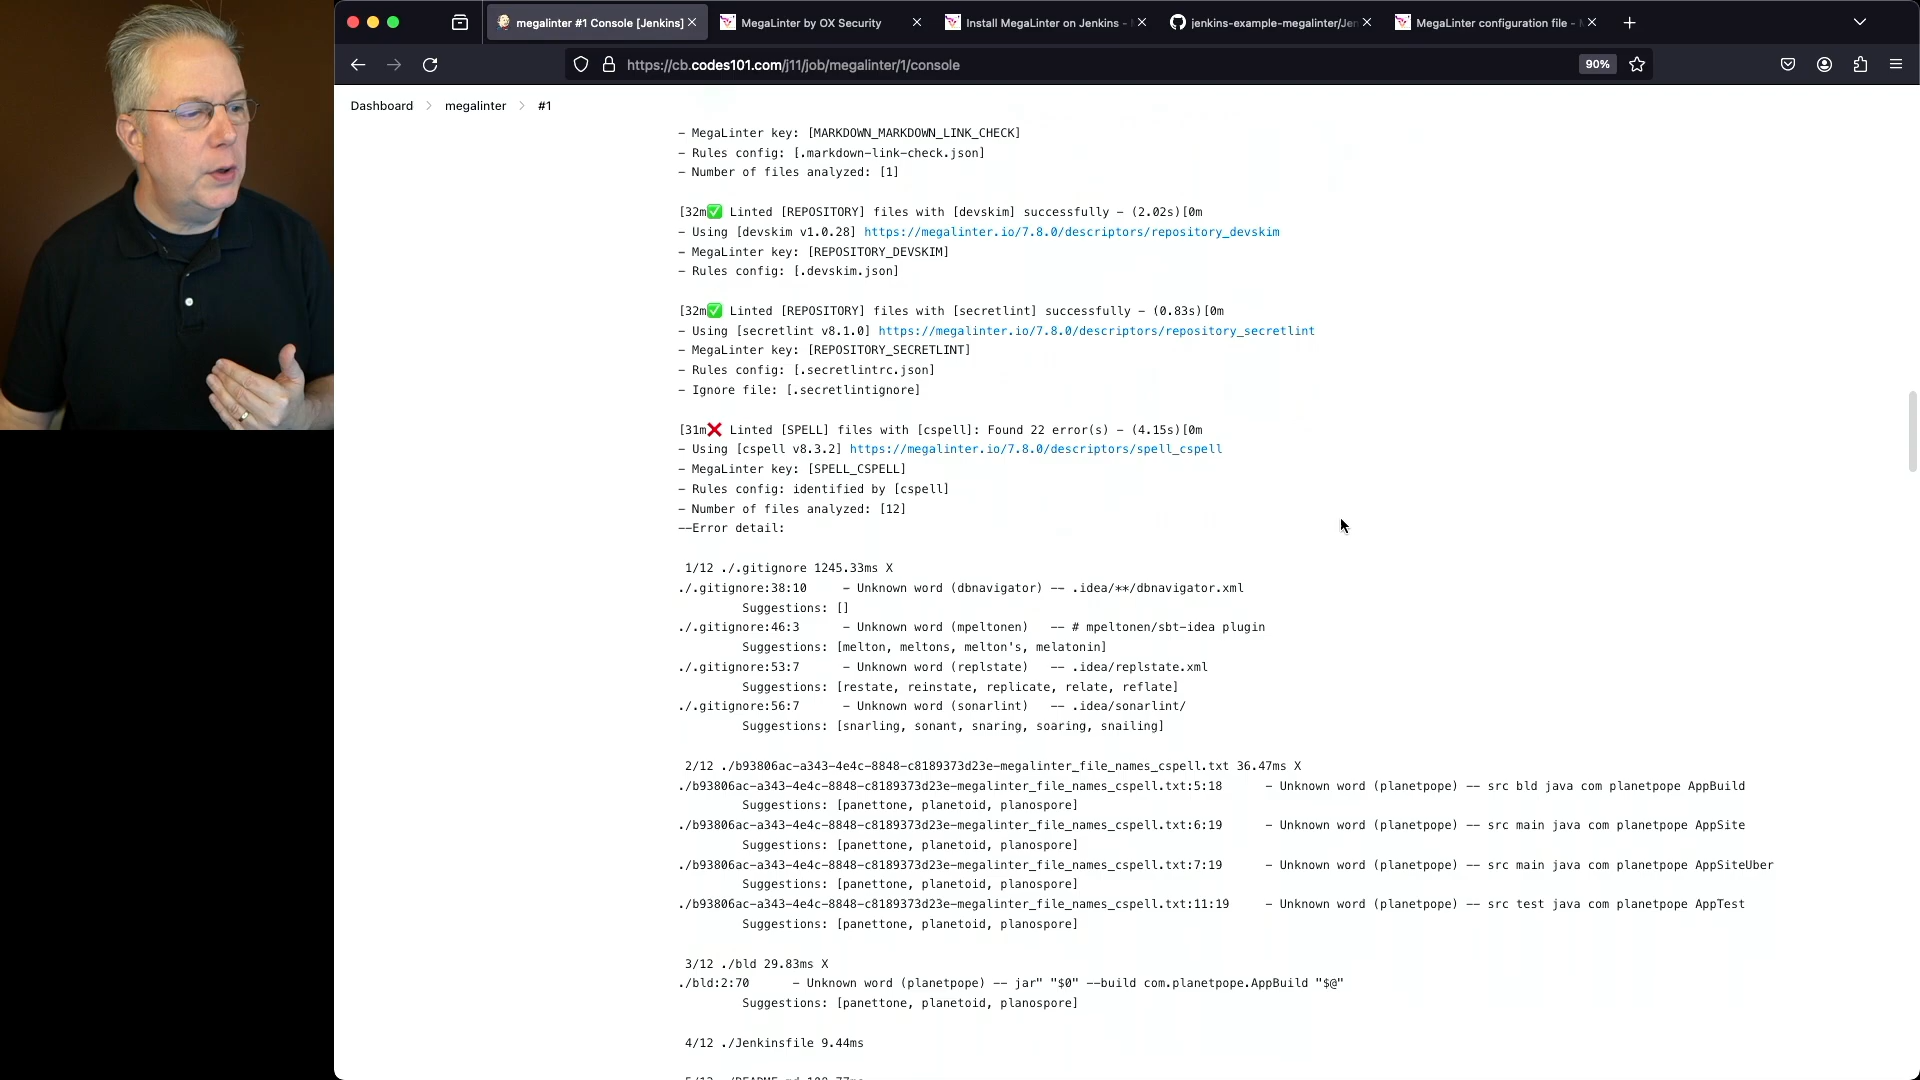 megalinter #1 Console [Jenkins]
MegaLinter by OX Security
Install MegaLinter on Jenkins -
jenkins-example-megalinter/Jen
MegaLinter configuration file -
https://cb.codes101.com/j11/job/megalinter/1/console
90%
Dashboard
megalinter
#1
- MegaLinter key: [MARKDOWN_MARKDOWN_LINK_CHECK]
- Rules config: [.markdown-link-check.json]
- Number of files analyzed: [1]
[32m✅ Linted [REPOSITORY] files with [devskim] successfully - (2.02s)[0m
- Using [devskim v1.0.28] https://megalinter.io/7.8.0/descriptors/repository_devskim
- MegaLinter key: [REPOSITORY_DEVSKIM]
- Rules config: [.devskim.json]
[32m✅ Linted [REPOSITORY] files with [secretlint] successfully - (0.83s)[0m
- Using [secretlint v8.1.0] https://megalinter.io/7.8.0/descriptors/repository_secretlint
- MegaLinter key: [REPOSITORY_SECRETLINT]
- Rules config: [.secretlintrc.json]
- Ignore file: [.secretlintignore]
[31m❌ Linted [SPELL] files with [cspell]: Found 22 error(s) - (4.15s)[0m
- Using [cspell v8.3.2] https://megalinter.io/7.8.0/descriptors/spell_cspell
- MegaLinter key: [SPELL_CSPELL]
- Rules config: identified by [cspell]
- Number of files analyzed: [12]
--Error detail:
1/12 ./.gitignore 1245.33ms X
./.gitignore:38:10 - Unknown word (dbnavigator) -- .idea/**/dbnavigator.xml
Suggestions: []
./.gitignore:46:3 - Unknown word (mpeltonen) -- # mpeltonen/sbt-idea plugin
Suggestions: [melton, meltons, melton's, melatonin]
./.gitignore:53:7 - Unknown word (replstate) -- .idea/replstate.xml
Suggestions: [restate, reinstate, replicate, relate, reflate]
./.gitignore:56:7 - Unknown word (sonarlint) -- .idea/sonarlint/
Suggestions: [snarling, sonant, snaring, soaring, snailing]
2/12 ./b93806ac-a343-4e4c-8848-c8189373d23e-megalinter_file_names_cspell.txt 36.47ms X
./b93806ac-a343-4e4c-8848-c8189373d23e-megalinter_file_names_cspell.txt:5:18 - Unknown word (planetpope) -- src bld java com planetpope AppBuild
Suggestions: [panettone, planetoid, planospore]
./b93806ac-a343-4e4c-8848-c8189373d23e-megalinter_file_names_cspell.txt:6:19 - Unknown word (planetpope) -- src main java com planetpope AppSite
Suggestions: [panettone, planetoid, planospore]
./b93806ac-a343-4e4c-8848-c8189373d23e-megalinter_file_names_cspell.txt:7:19 - Unknown word (planetpope) -- src main java com planetpope AppSiteUber
Suggestions: [panettone, planetoid, planospore]
./b93806ac-a343-4e4c-8848-c8189373d23e-megalinter_file_names_cspell.txt:11:19 - Unknown word (planetpope) -- src test java com planetpope AppTest
Suggestions: [panettone, planetoid, planospore]
3/12 ./bld 29.83ms X
./bld:2:70 - Unknown word (planetpope) -- jar" "$0" --build com.planetpope.AppBuild "$@"
Suggestions: [panettone, planetoid, planospore]
4/12 ./Jenkinsfile 9.44ms